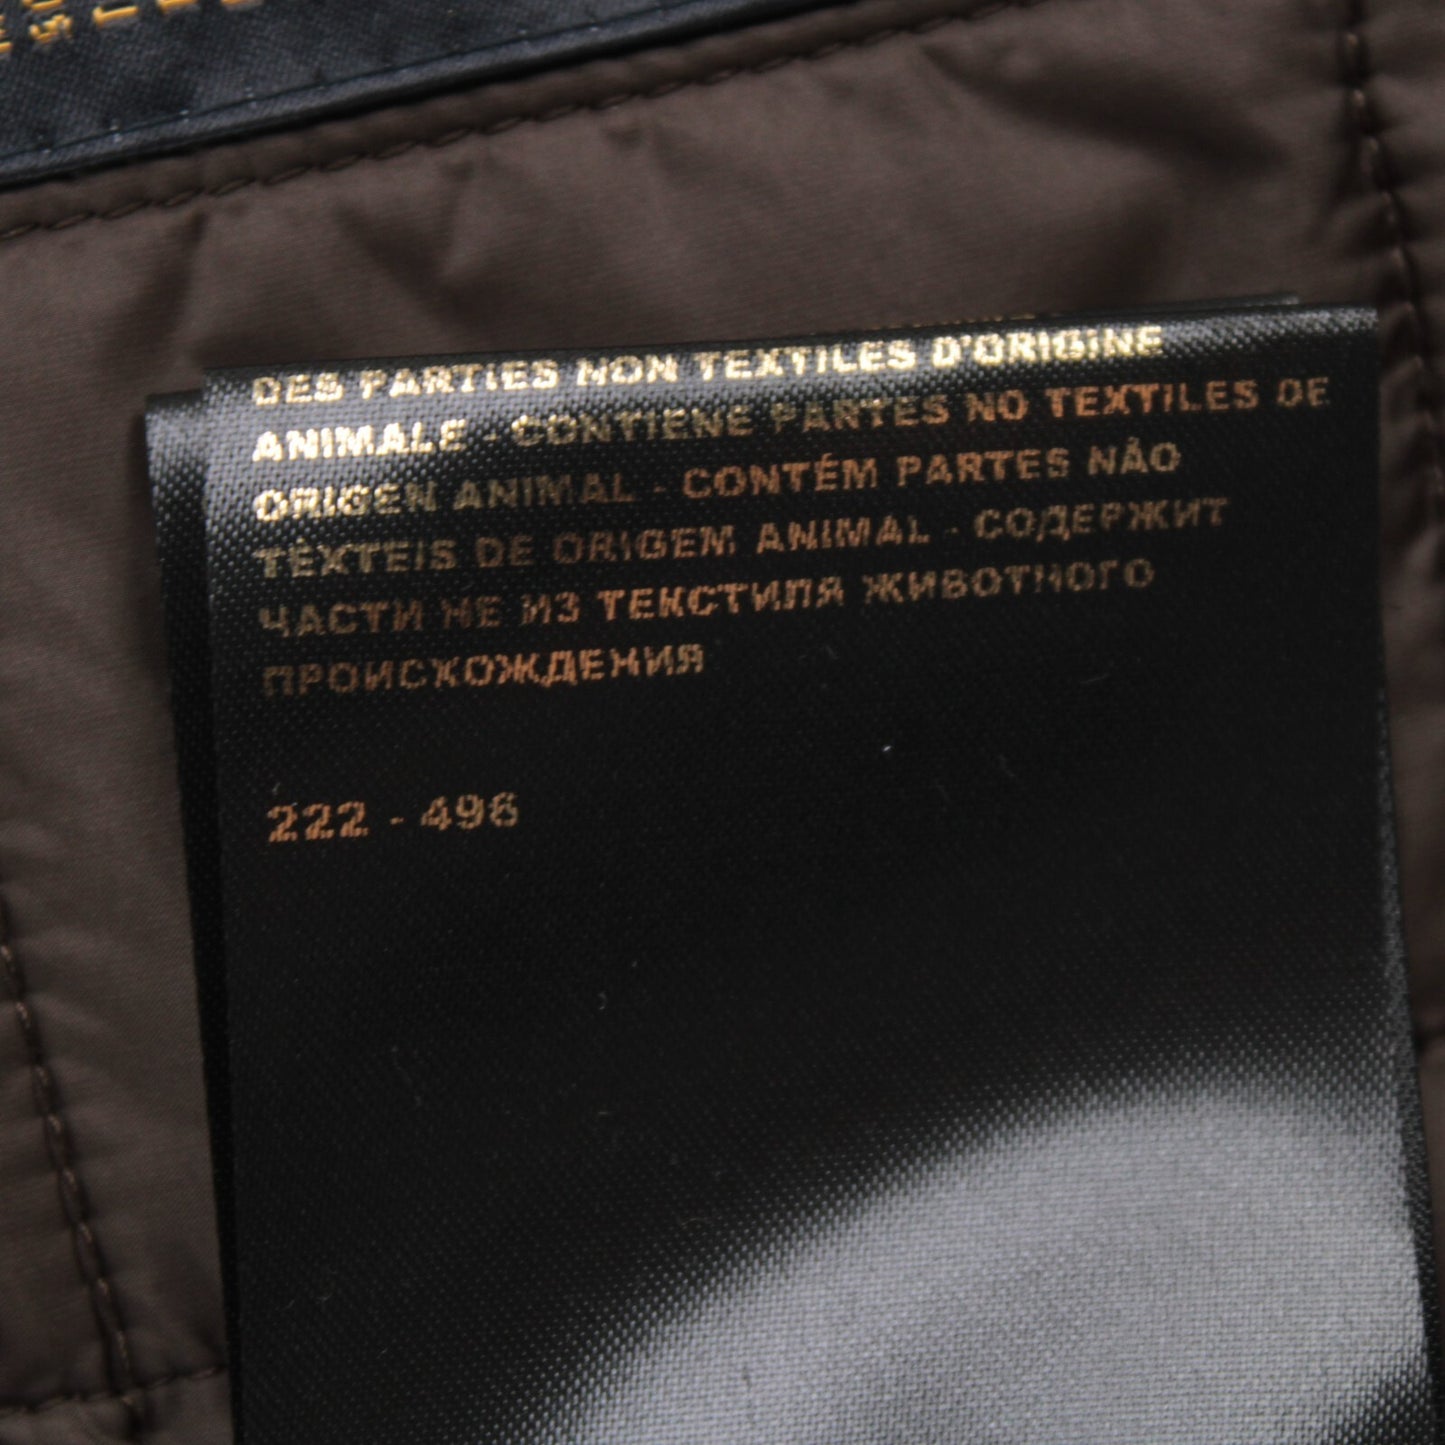 DES PARTIES NON TEXTILES D'ORIGINE
ANIMALE - CONTIENE PARTES NO TEXTILES DE
ORIGEN ANIMAL - CONTÉM PARTES NÃO
TÊXTEIS DE ORIGEM ANIMAL - СОДЕРЖИТ
ЧАСТИ НЕ ИЗ ТЕКСТИЛЯ ЖИВОТНОГО
ПРОИСХОЖДЕНИЯ
222 - 496